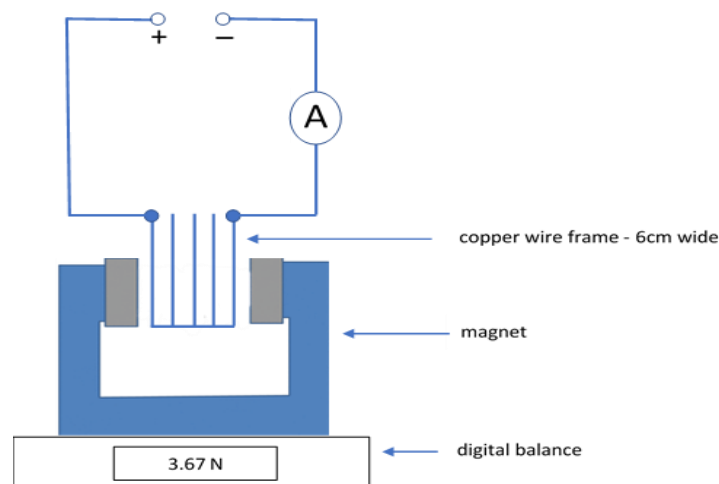 + −
A
copper wire frame - 6cm wide
magnet
digital balance
3.67 N